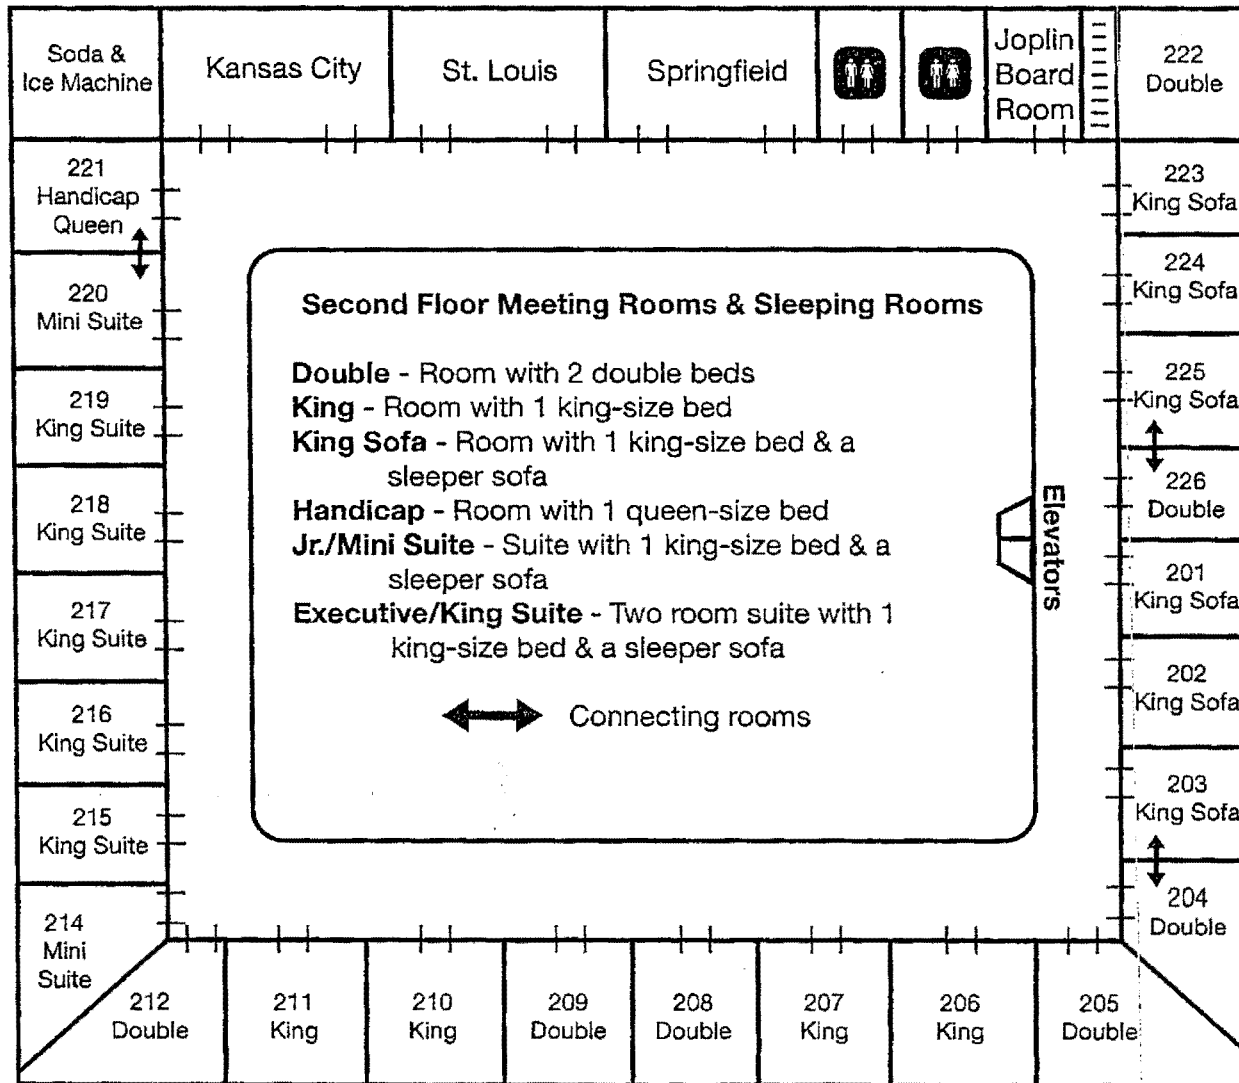 Soda &
Ice Machine
Kansas City
St. Louis
Springfield
Joplin
Board
Room
222
Double
221
Handicap
Queen
220
Mini Suite
219
King Suite
218
King Suite
217
King Suite
216
King Suite
215
King Suite
214
Mini
Suite
Second Floor Meeting Rooms & Sleeping Rooms
Double - Room with 2 double beds
King - Room with 1 king-size bed
King Sofa - Room with 1 king-size bed & a
sleeper sofa
Handicap - Room with 1 queen-size bed
Jr./Mini Suite - Suite with 1 king-size bed & a
sleeper sofa
Executive/King Suite - Two room suite with 1
king-size bed & a sleeper sofa
Connecting rooms
Elevators
223
King Sofa
224
King Sofa
225
King Sofa
226
Double
201
King Sofa
202
King Sofa
203
King Sofa
204
Double
212
Double
211
King
210
King
209
Double
208
Double
207
King
206
King
205
Double